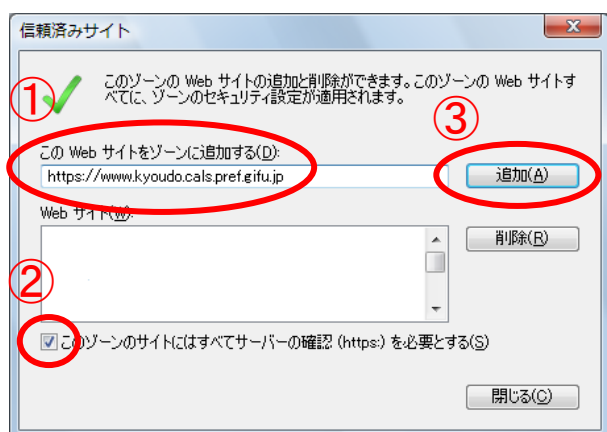 信頼済みサイト
①
このゾーンの Web サイトの追加と削除ができます。このゾーンの Web サイトす
べてに、ゾーンのセキュリティ設定が適用されます。
③
この Web サイトをゾーンに追加する(D):
https://www.kyoudo.cals.pref.gifu.jp
追加(A)
Web サイト(W):
削除(R)
②
このゾーンのサイトにはすべてサーバーの確認 (https:) を必要とする(S)
閉じる(C)